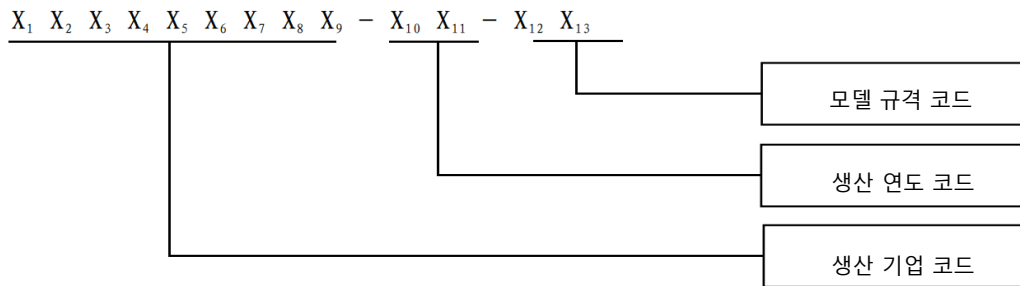 X₁ X₂ X₃ X₄ X₅ X₆ X₇ X₈ X₉ - X₁₀ X₁₁ - X₁₂ X₁₃
모델 규격 코드
생산 연도 코드
생산 기업 코드